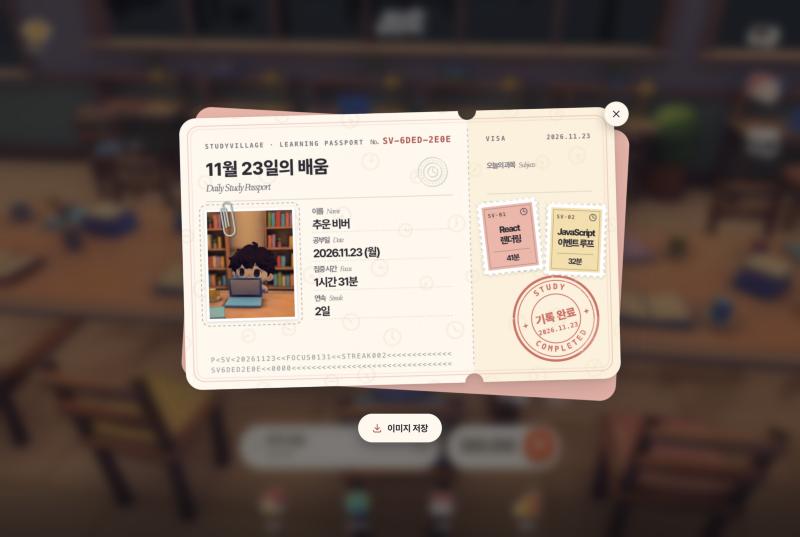 STUDYVILLAGE · LEARNING PASSPORT
No. SV-6DED-2E0E
11월 23일의 배움
Daily Study Passport
이름 Name
추운 비버
공부일 Date
2026.11.23 (월)
집중시간 Focus
1시간 31분
연속 Streak
2일
P<SV<20261123<<FOCUS0131<<STREAK002<<<<<<<<<<<<<
SV6DED2E0E<<0000<<<<<<<<<<<<<<<<<<<<<<<<<<<<<<<<
VISA
2026.11.23
오늘의 과목 Subjects
SV-01
React
렌더링
41분
SV-02
JavaScript
이벤트 루프
32분
STUDY
기록 완료
2026.11.23
COMPLETED
이미지 저장